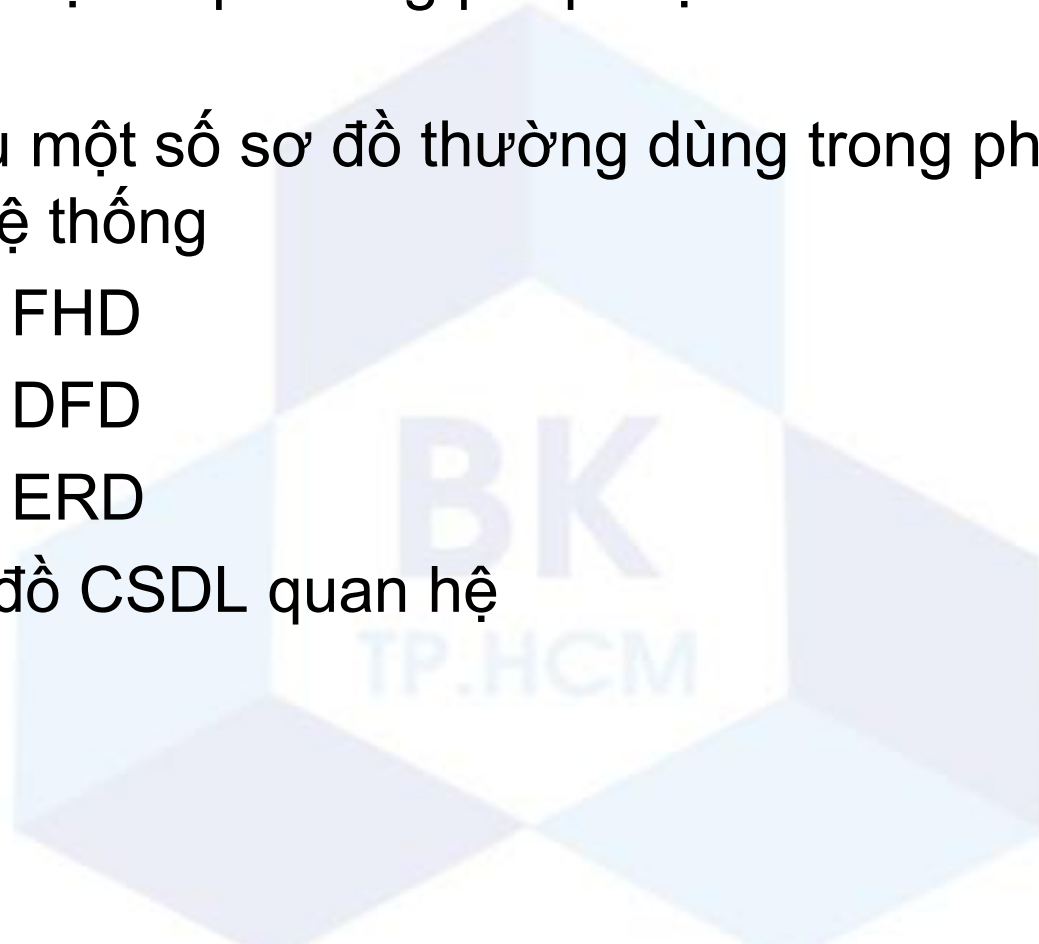 một số sơ đồ thường dùng trong ph
ệ thống
FHD
DFD
ERD
đồ CSDL quan hệ
BK
TP.HCM